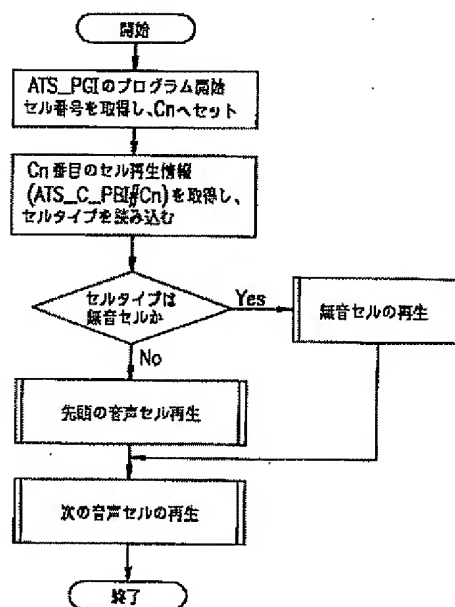 開始
ATS_PGIのプログラム開始
セル番号を取得し、Cnへセット
Cn番目のセル再生情報
(ATS_C_PBI#Cn)を取得し、
セルタイプを読み込む
セルタイプは
無音セルか
Yes
無音セルの再生
No
先頭の音声セル再生
次の音声セルの再生
終了